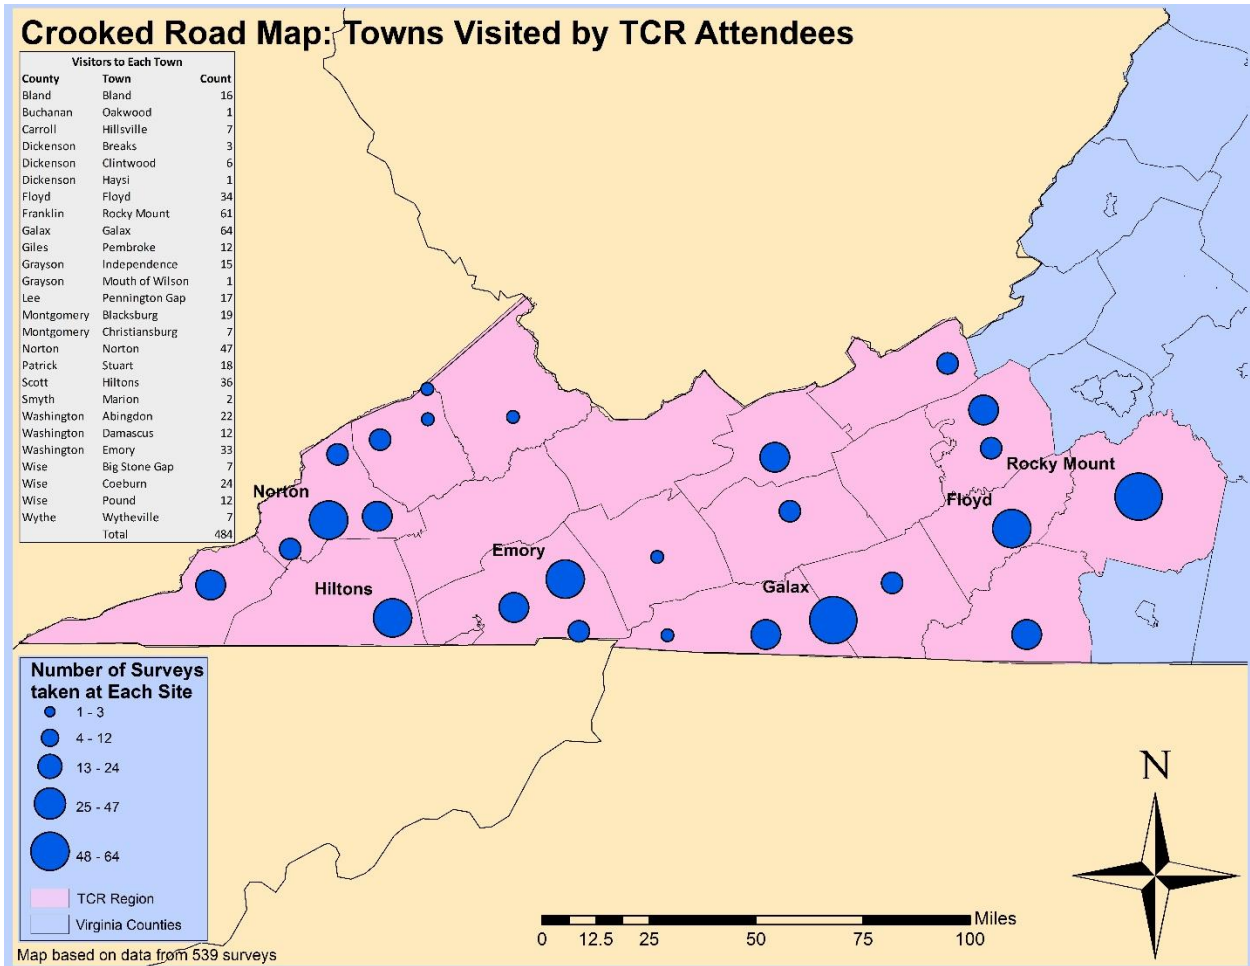 Crooked Road Map: Towns Visited by TCR Attendees
Visitors to Each Town
County Town Count
Bland Bland 16
Buchanan Oakwood 1
Carroll Hillsville 7
Dickenson Breaks 3
Dickenson Clintwood 6
Dickenson Haysi 1
Floyd Floyd 34
Franklin Rocky Mount 61
Galax Galax 64
Giles Pembroke 12
Grayson Independence 15
Grayson Mouth of Wilson 1
Lee Pennington Gap 17
Montgomery Blacksburg 19
Montgomery Christiansburg 7
Norton Norton 47
Patrick Stuart 18
Scott Hiltons 36
Smyth Marion 2
Washington Abingdon 22
Washington Damascus 12
Washington Emory 33
Wise Big Stone Gap 7
Wise Coeburn 24
Wise Pound 12
Wythe Wytheville 7
Total 484
Rocky Mount
Norton
Floyd
Emory
Hiltons
Galax
Number of Surveys
taken at Each Site
1 - 3
4 - 12
13 - 24
25 - 47
48 - 64
TCR Region
Virginia Counties
Map based on data from 539 surveys
N
Miles
0 12.5 25 50 75 100